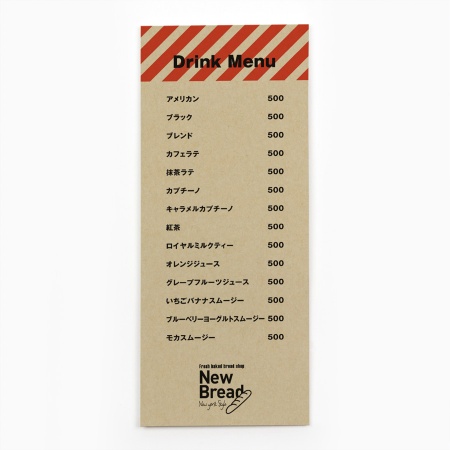 Drink Menu
アメリカン 500
ブラック 500
ブレンド 500
カフェラテ 500
抹茶ラテ 500
カプチーノ 500
キャラメルカプチーノ 500
紅茶 500
ロイヤルミルクティー 500
オレンジジュース 500
グレープフルーツジュース 500
いちごバナナスムージー 500
ブルーベリーヨーグルトスムージー 500
モカスムージー 500
Fresh baked bread shop
New
Bread
New york Style